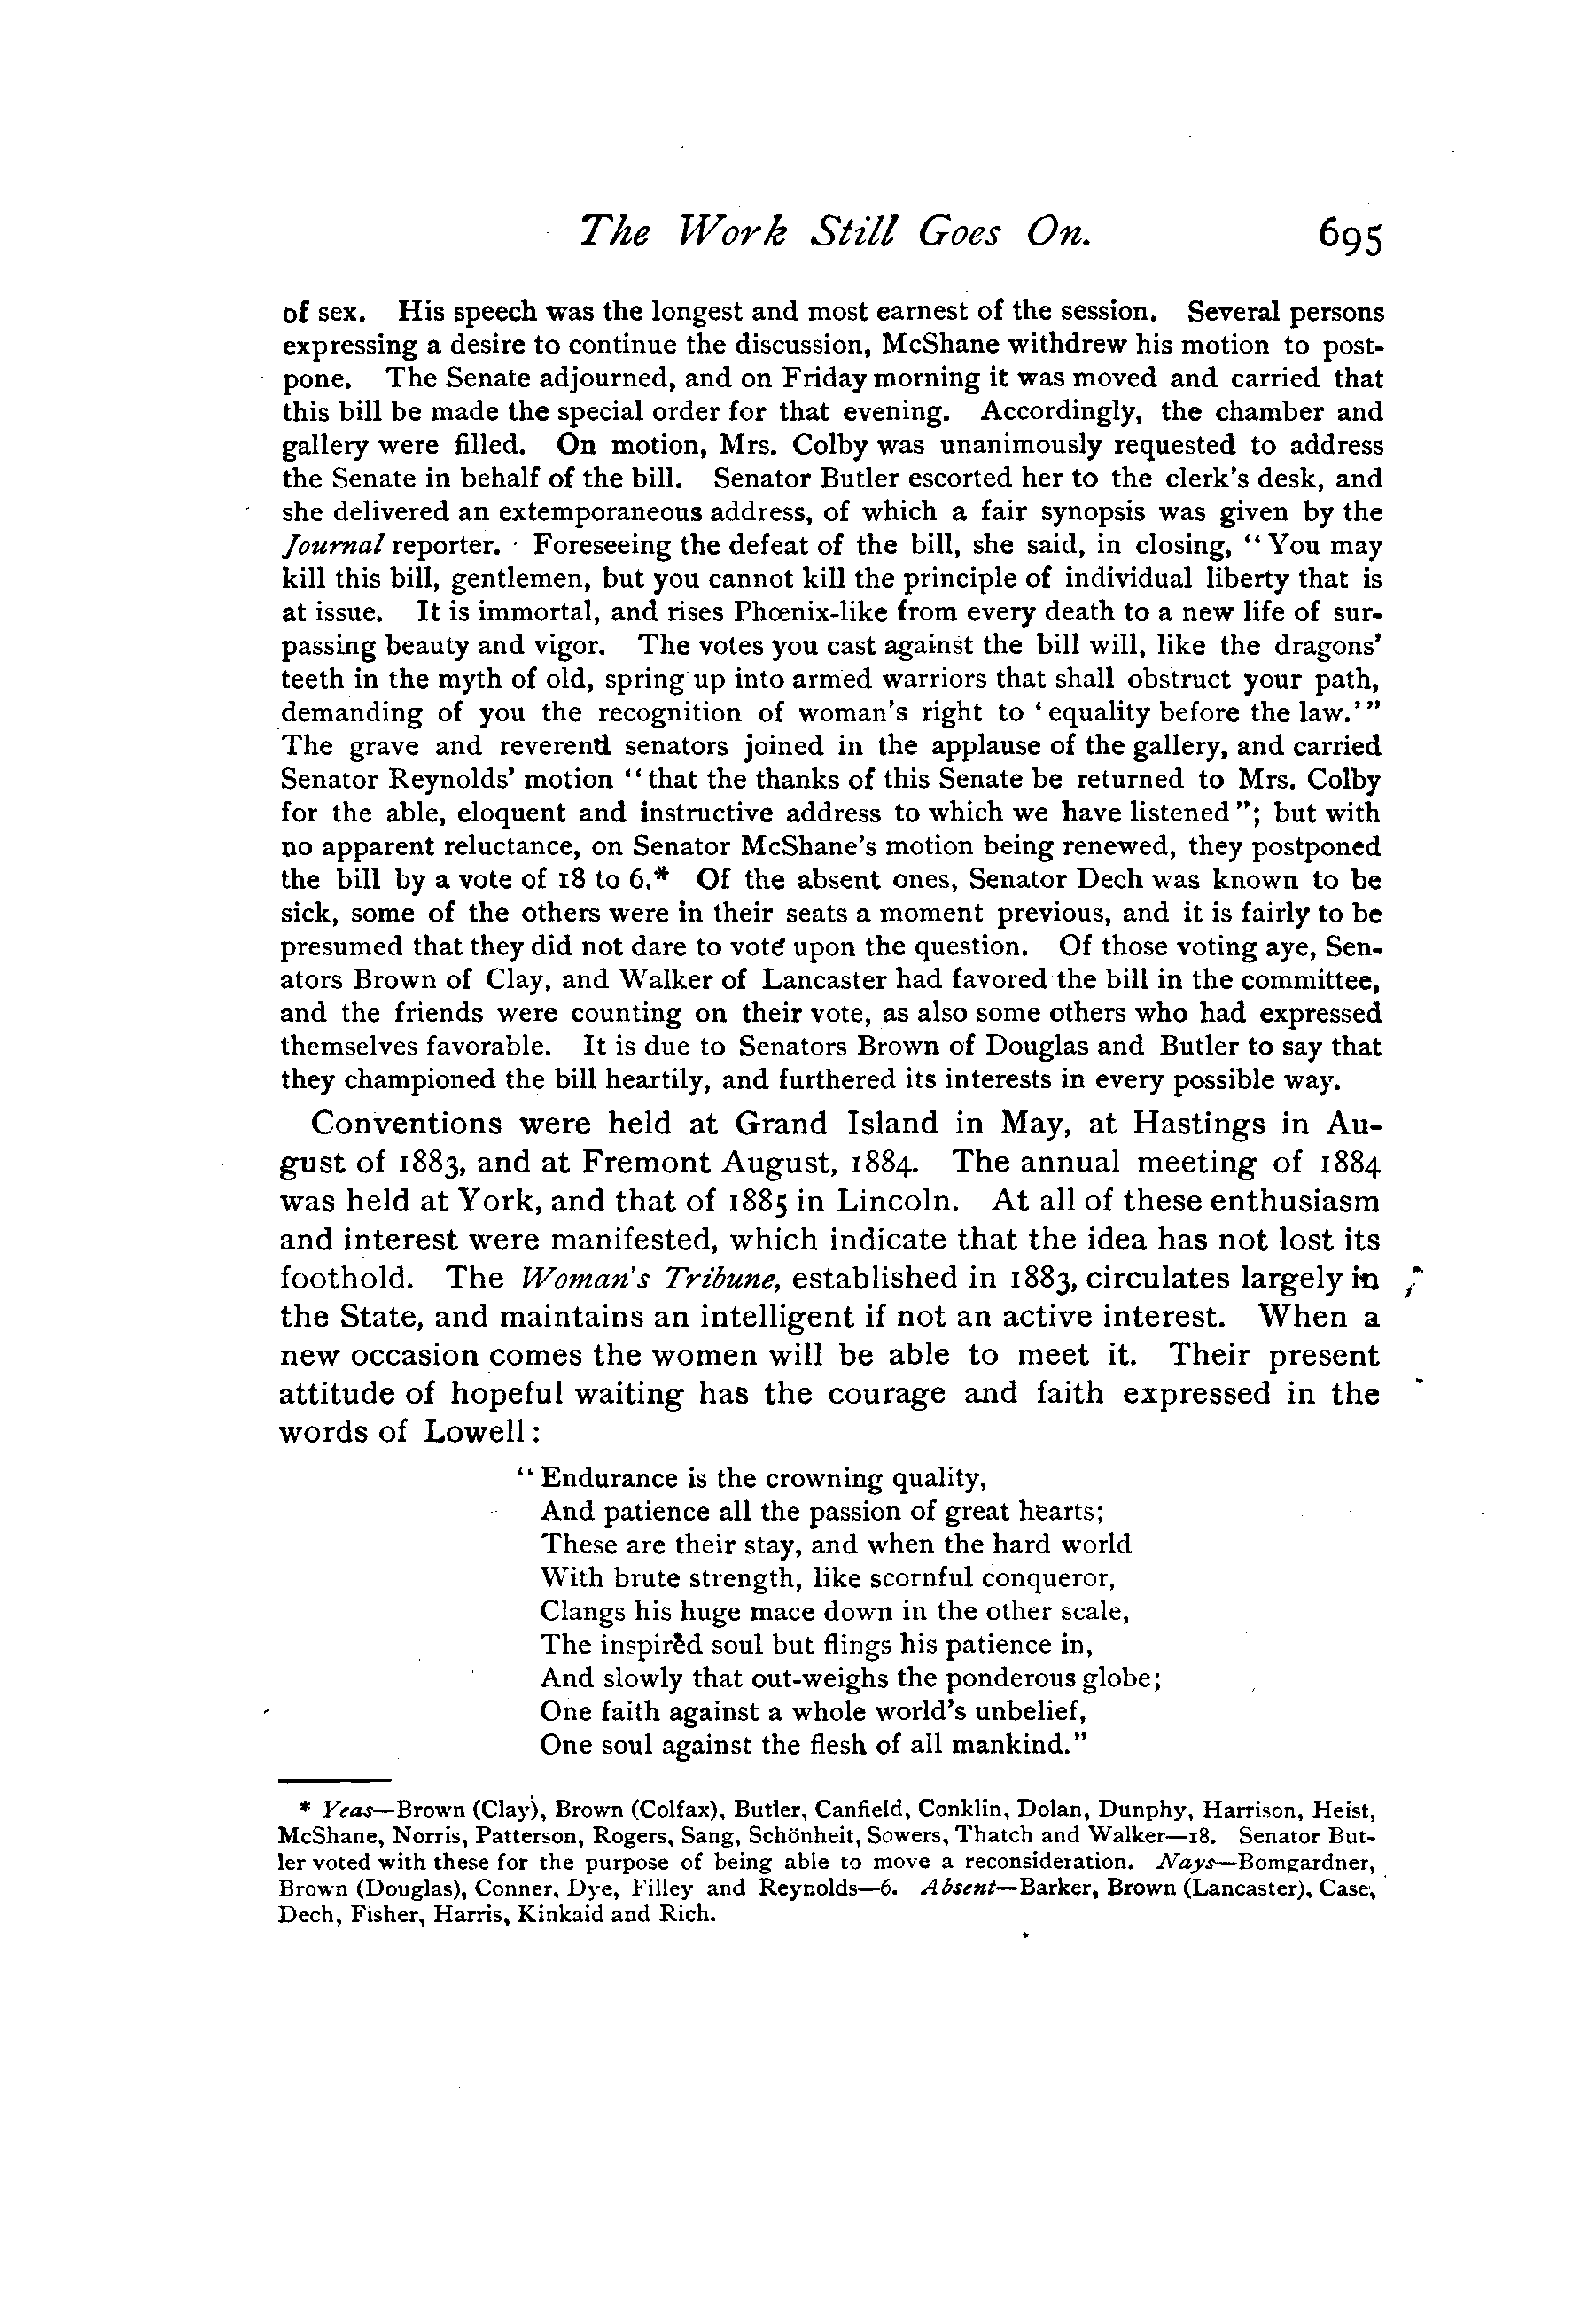 The Work Still Goes On. 695
of sex. His speech was the longest and most earnest of the session. Several persons
expressing a desire to continue the discussion, McShane withdrew his motion to post-
pone. The Senate adjourned, and on Friday morning it was moved and carried that
this bill be made the special order for that evening. Accordingly, the chamber and
gallery were filled. On motion, Mrs. Colby was unanimously requested to address
the Senate in behalf of the bill. Senator Butler escorted her to the clerk's desk, and
she delivered an extemporaneous address, of which a fair synopsis was given by the
Journal reporter. Foreseeing the defeat of the bill, she said, in closing, "You may
kill this bill, gentlemen, but you cannot kill the principle of individual liberty that is
at issue. It is immortal, and rises Phœnix-like from every death to a new life of sur-
passing beauty and vigor. The votes you cast against the bill will, like the dragons'
teeth in the myth of old, spring up into armed warriors that shall obstruct your path,
demanding of you the recognition of woman's right to 'equality before the law.'"
The grave and reverend senators joined in the applause of the gallery, and carried
Senator Reynolds' motion "that the thanks of this Senate be returned to Mrs. Colby
for the able, eloquent and instructive address to which we have listened"; but with
no apparent reluctance, on Senator McShane's motion being renewed, they postponed
the bill by a vote of 18 to 6.* Of the absent ones, Senator Dech was known to be
sick, some of the others were in their seats a moment previous, and it is fairly to be
presumed that they did not dare to vote upon the question. Of those voting aye, Sen-
ators Brown of Clay, and Walker of Lancaster had favored the bill in the committee,
and the friends were counting on their vote, as also some others who had expressed
themselves favorable. It is due to Senators Brown of Douglas and Butler to say that
they championed the bill heartily, and furthered its interests in every possible way.
Conventions were held at Grand Island in May, at Hastings in Au-
gust of 1883, and at Fremont August, 1884. The annual meeting of 1884
was held at York, and that of 1885 in Lincoln. At all of these enthusiasm
and interest were manifested, which indicate that the idea has not lost its
foothold. The Woman's Tribune, established in 1883, circulates largely in
the State, and maintains an intelligent if not an active interest. When a
new occasion comes the women will be able to meet it. Their present
attitude of hopeful waiting has the courage and faith expressed in the
words of Lowell:
"Endurance is the crowning quality,
And patience all the passion of great hearts;
These are their stay, and when the hard world
With brute strength, like scornful conqueror,
Clangs his huge mace down in the other scale,
The inspired soul but flings his patience in,
And slowly that out-weighs the ponderous globe;
One faith against a whole world's unbelief,
One soul against the flesh of all mankind."
* Yeas—Brown (Clay), Brown (Colfax), Butler, Canfield, Conklin, Dolan, Dunphy, Harrison, Heist,
McShane, Norris, Patterson, Rogers, Sang, Schönheit, Sowers, Thatch and Walker—18. Senator But-
ler voted with these for the purpose of being able to move a reconsideration. Nays—Bomgardner,
Brown (Douglas), Conner, Dye, Filley and Reynolds—6. Absent—Barker, Brown (Lancaster), Case,
Dech, Fisher, Harris, Kinkaid and Rich.